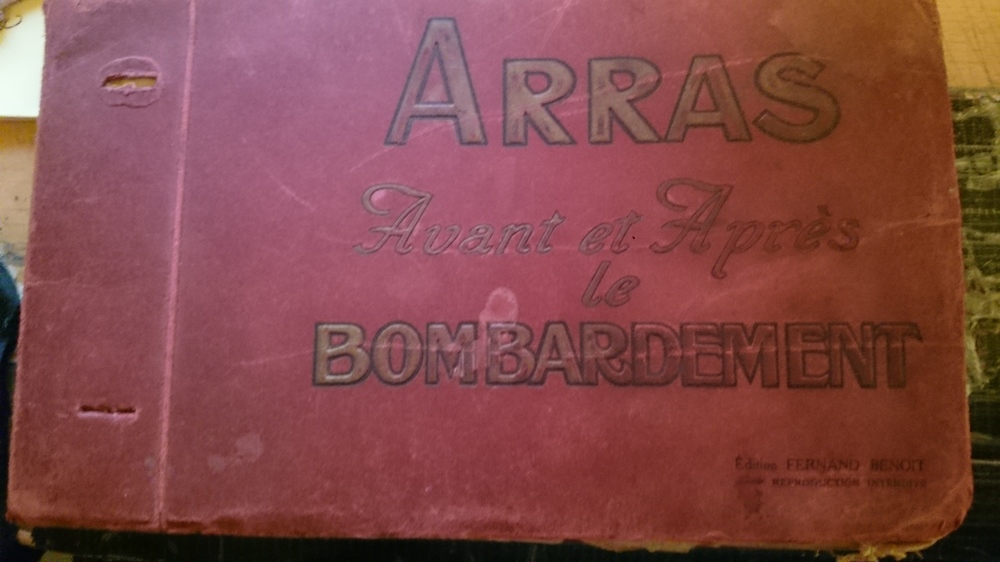 ARRAS
Avant et Après
le
BOMBARDEMENT
Édition FERNAND BENOIT
REPRODUCTION INTERDITE